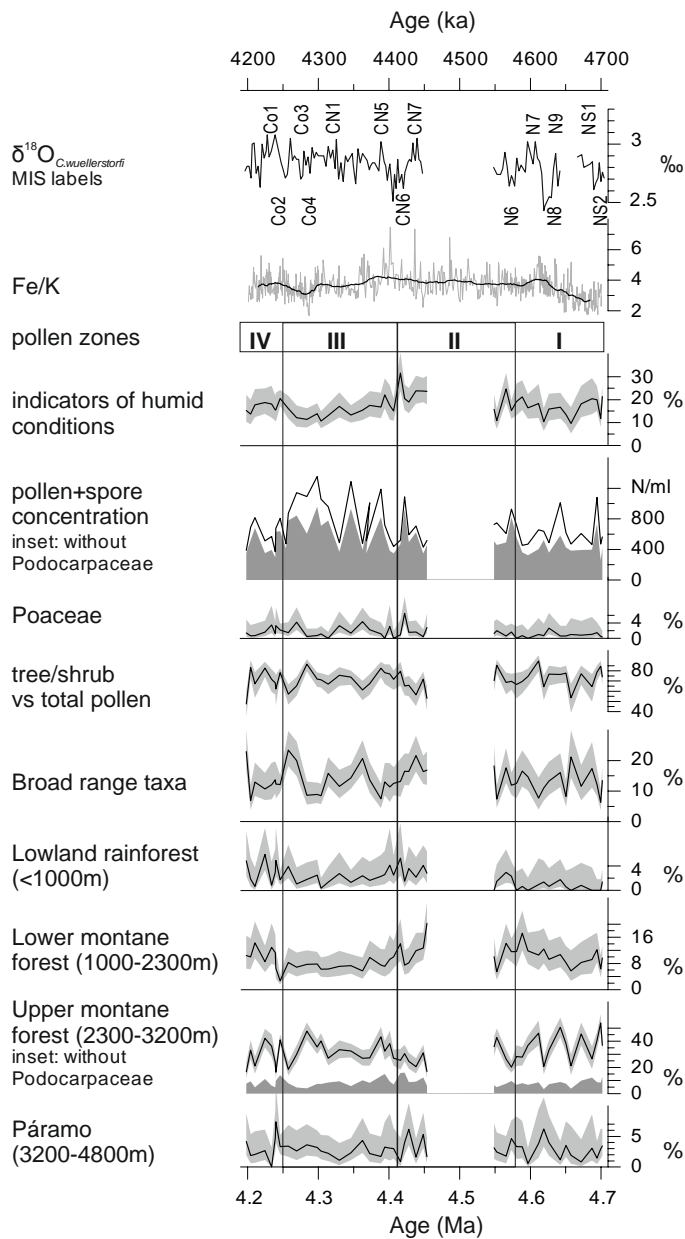 Age (ka)
4200 4300 4400 4500 4600 4700
Co1 Co3 CN1 CN5 CN7 N7 N9 NS1
δ18O C.wuellerstorfi
MIS labels
3
‰
2.5
Co2 Co4 CN6 N6 N8 NS2
Fe/K
6
4
2
pollen zones
IV III II I
indicators of humid
conditions
30
20
10
0
%
pollen+spore
concentration
inset: without
Podocarpaceae
N/ml
800
400
0
Poaceae
4
0
%
tree/shrub
vs total pollen
80
40
%
Broad range taxa
20
10
0
%
Lowland rainforest
(<1000m)
4
0
%
Lower montane
forest (1000-2300m)
16
8
0
%
Upper montane
forest (2300-3200m)
inset: without
Podocarpaceae
40
20
0
%
Páramo
(3200-4800m)
5
0
%
4.2 4.3 4.4 4.5 4.6 4.7
Age (Ma)